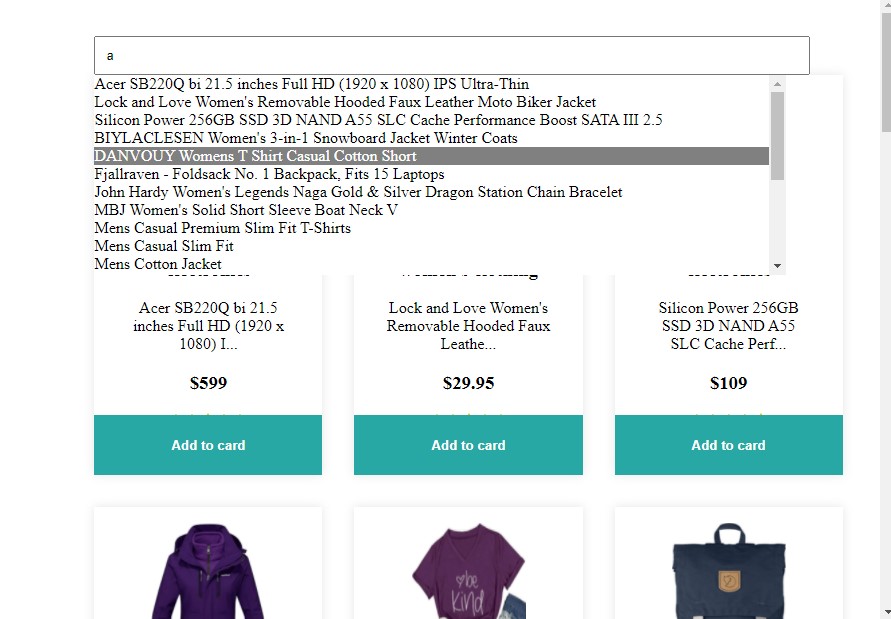 a
Acer SB220Q bi 21.5 inches Full HD (1920 x 1080) IPS Ultra-Thin
Lock and Love Women's Removable Hooded Faux Leather Moto Biker Jacket
Silicon Power 256GB SSD 3D NAND A55 SLC Cache Performance Boost SATA III 2.5
BIYLACLESEN Women's 3-in-1 Snowboard Jacket Winter Coats
DANVOUY Womens T Shirt Casual Cotton Short
Fjallraven - Foldsack No. 1 Backpack, Fits 15 Laptops
John Hardy Women's Legends Naga Gold & Silver Dragon Station Chain Bracelet
MBJ Women's Solid Short Sleeve Boat Neck V
Mens Casual Premium Slim Fit T-Shirts
Mens Casual Slim Fit
Mens Cotton Jacket
Acer SB220Q bi 21.5
inches Full HD (1920 x
1080) I...
$599
Add to card
Lock and Love Women's
Removable Hooded Faux
Leathe...
$29.95
Add to card
Silicon Power 256GB
SSD 3D NAND A55
SLC Cache Perf...
$109
Add to card
be
kind